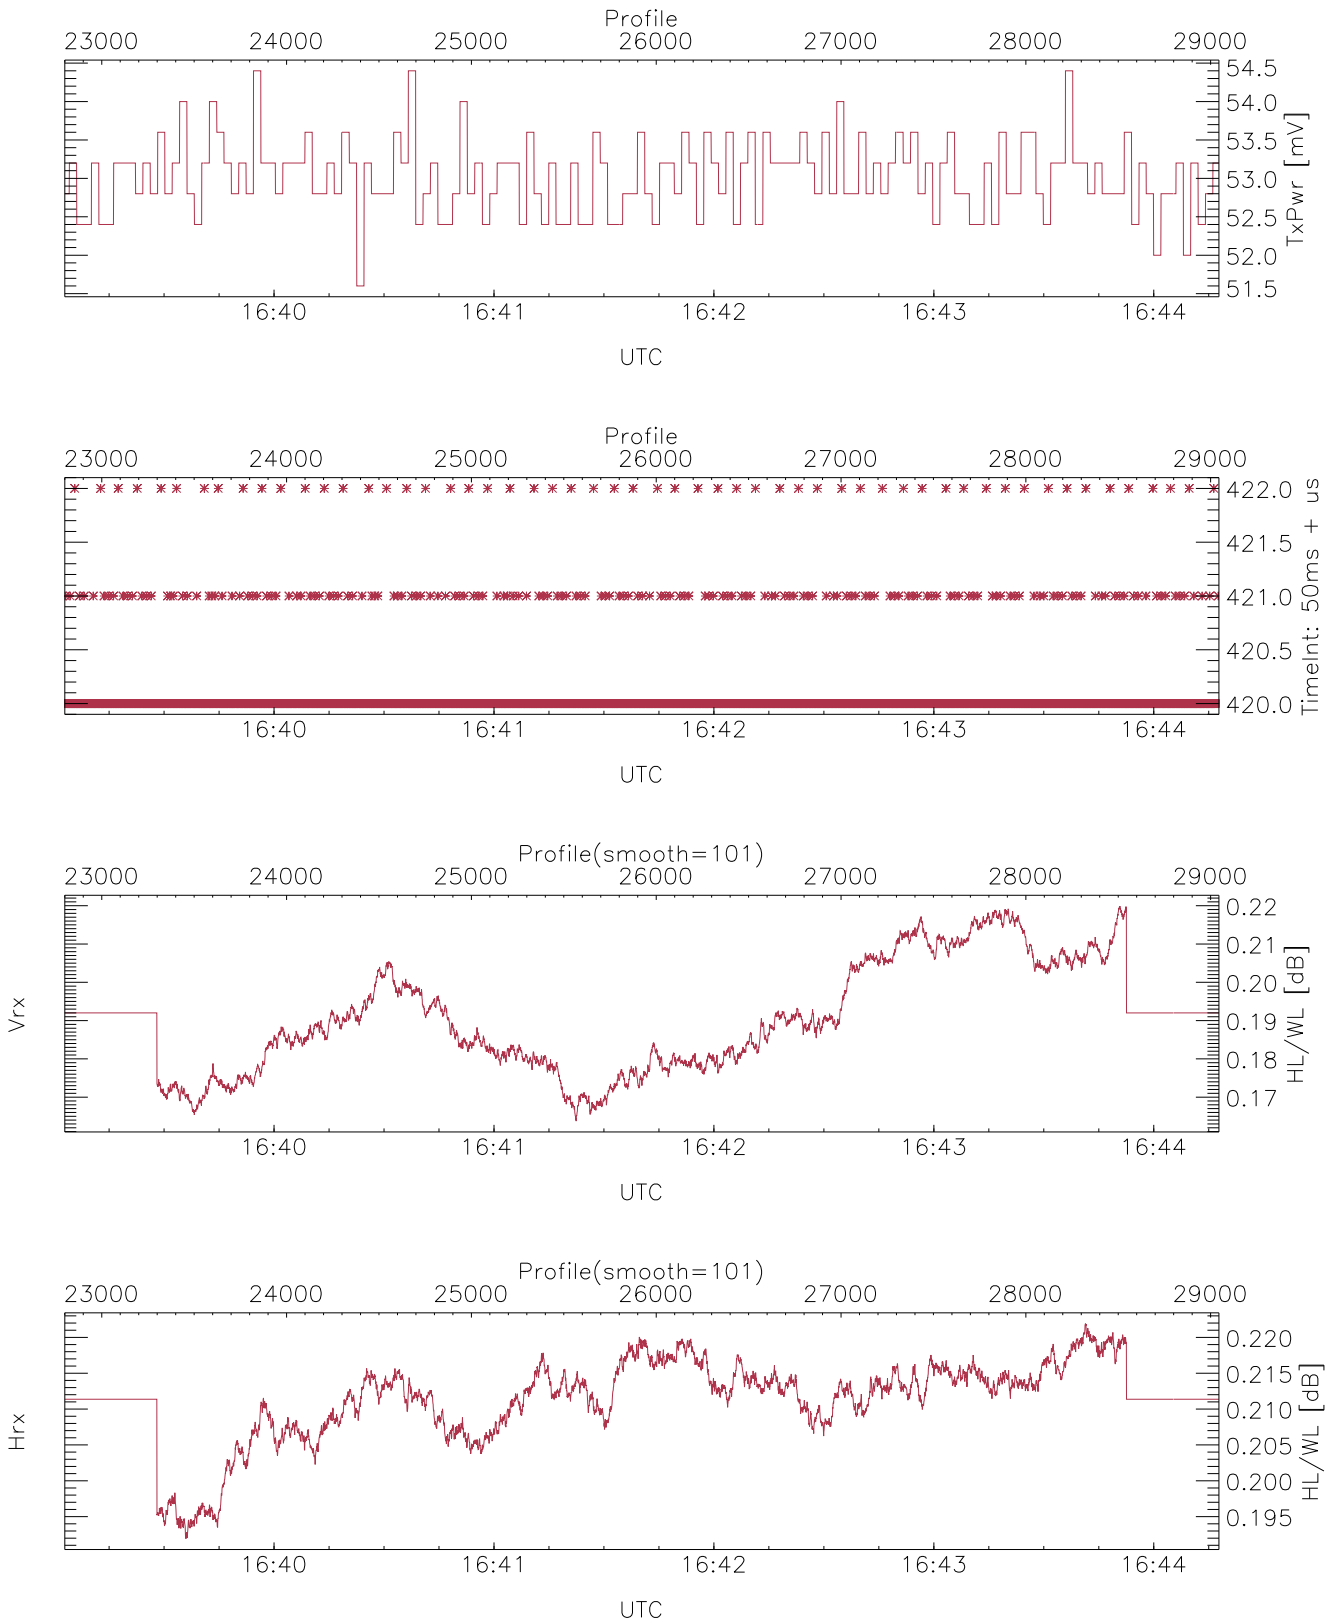 Profile
23000 24000 25000 26000 27000 28000 29000
54.5
54.0
53.5
53.0
52.5
52.0
51.5
TxPwr [mV]
16:40 16:41 16:42 16:43 16:44
UTC
Profile
23000 24000 25000 26000 27000 28000 29000
422.0
421.5
421.0
420.5
420.0
TimeInt: 50ms + us
16:40 16:41 16:42 16:43 16:44
UTC
Profile(smooth=101)
23000 24000 25000 26000 27000 28000 29000
Vrx
0.22
0.21
0.20
0.19
0.18
0.17
HL/WL [dB]
16:40 16:41 16:42 16:43 16:44
UTC
Profile(smooth=101)
23000 24000 25000 26000 27000 28000 29000
Hrx
0.220
0.215
0.210
0.205
0.200
0.195
HL/WL [dB]
16:40 16:41 16:42 16:43 16:44
UTC